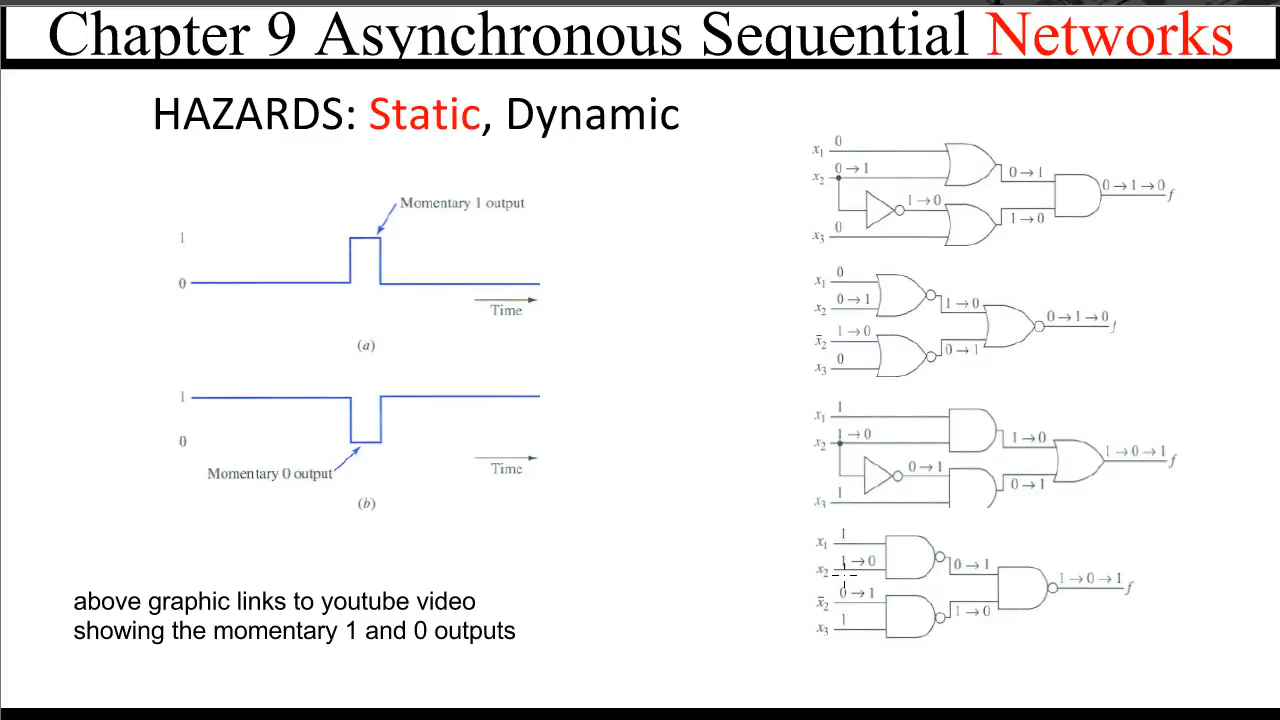 Chapter 9 Asynchronous Sequential Networks
HAZARDS: Static, Dynamic
Momentary 1 output
1
0
Time
(a)
1
0
Momentary 0 output
Time
(b)
above graphic links to youtube video
showing the momentary 1 and 0 outputs
x₁ 0
x₂ 0→1
1→0
x₃ 0
0→1
1→0
0→1→0
f
x₁ 0
x₂ 0→1
x̄₂ 1→0
x₃ 0
1→0
0→1
0→1→0
f
x₁ 1
x₂ 1→0
0→1
x₃ 1
1→0
0→1
1→0→1
f
x₁ 1
x₂ 1→0
x̄₂ 0→1
x₃ 1
0→1
1→0
1→0→1
f